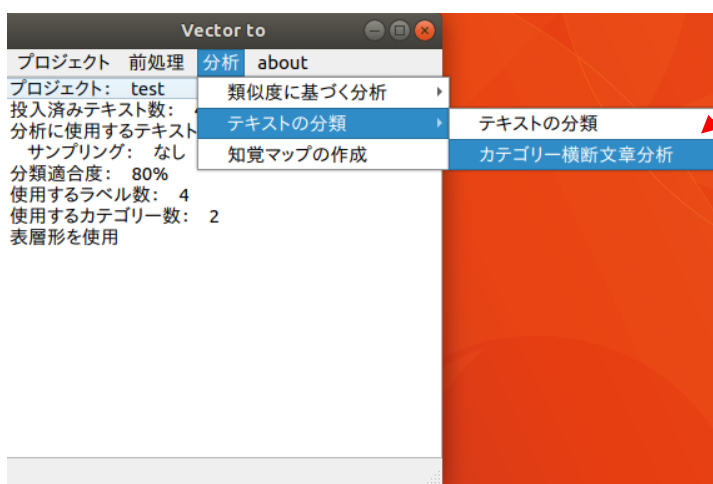 Vector to
プロジェクト 前処理 分析 about
プロジェクト: test
投入済みテキスト数:
分析に使用するテキスト
サンプリング: なし
分類適合度: 80%
使用するラベル数: 4
使用するカテゴリー数: 2
表層形を使用
類似度に基づく分析
テキストの分類
知覚マップの作成
テキストの分類
カテゴリー横断文章分析